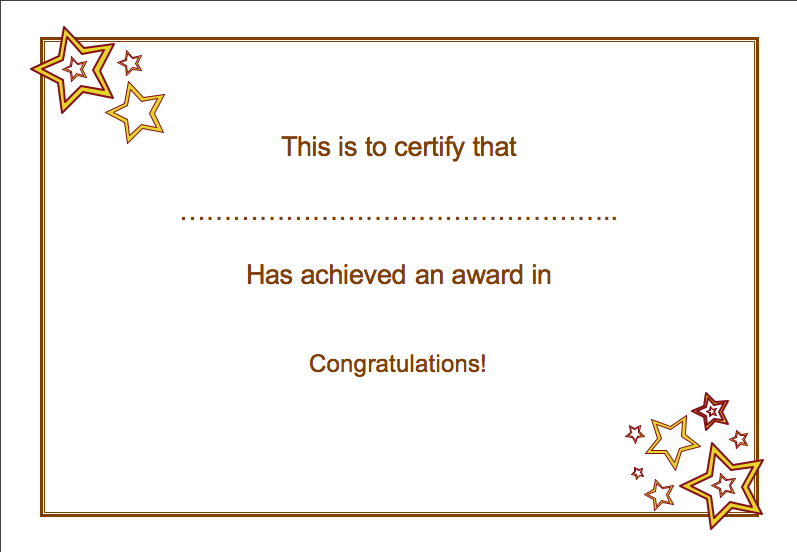 This is to certify that
……………………………………………..
Has achieved an award in
Congratulations!